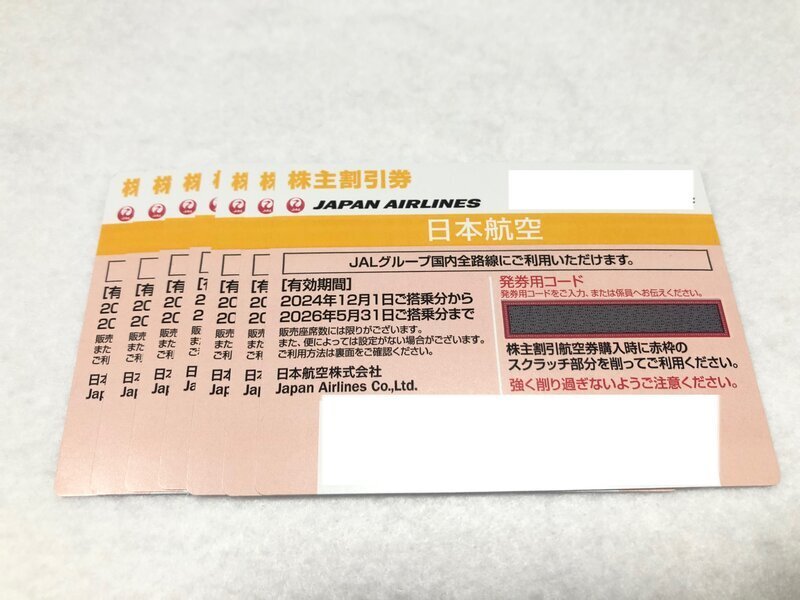 株主割引券
JAPAN AIRLINES
日本航空
JALグループ国内全路線にご利用いただけます。
[有効期間]
2024年12月1日ご搭乗分から
2026年5月31日ご搭乗分まで
販売座席数には限りがございます。
また、便によっては設定がない場合がございます。
ご利用方法は裏面をご確認ください。
日本航空株式会社
Japan Airlines Co.,Ltd.
発券用コード
発券用コードをご入力、または係員へお伝えください。
株主割引航空券購入時に赤枠の
スクラッチ部分を削ってご利用ください。
強く削り過ぎないようご注意ください。